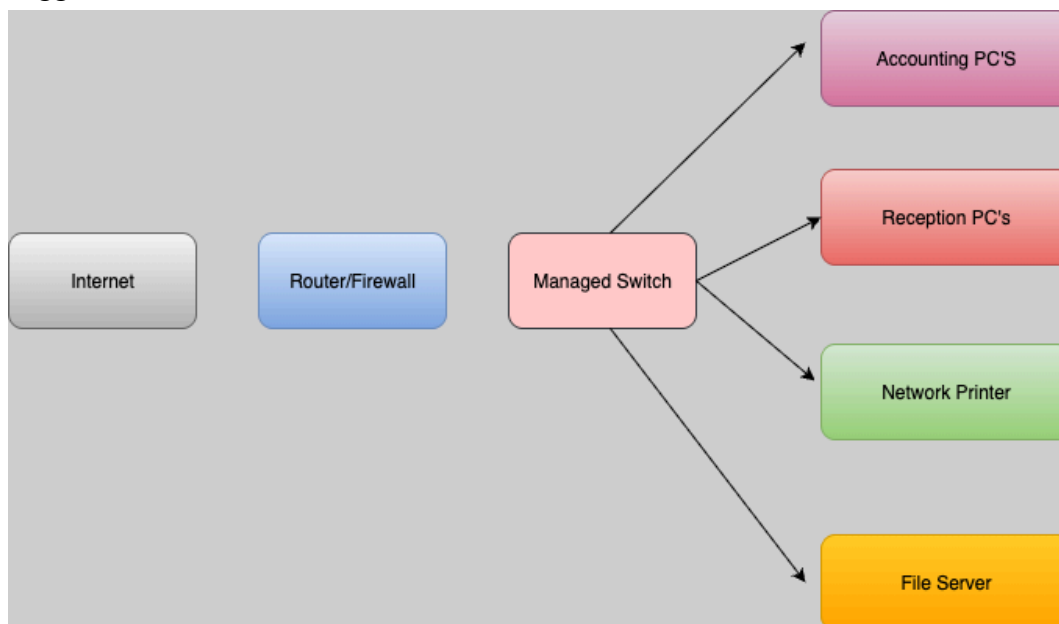 Accounting PC'S
Reception PC's
Internet
Router/Firewall
Managed Switch
Network Printer
File Server